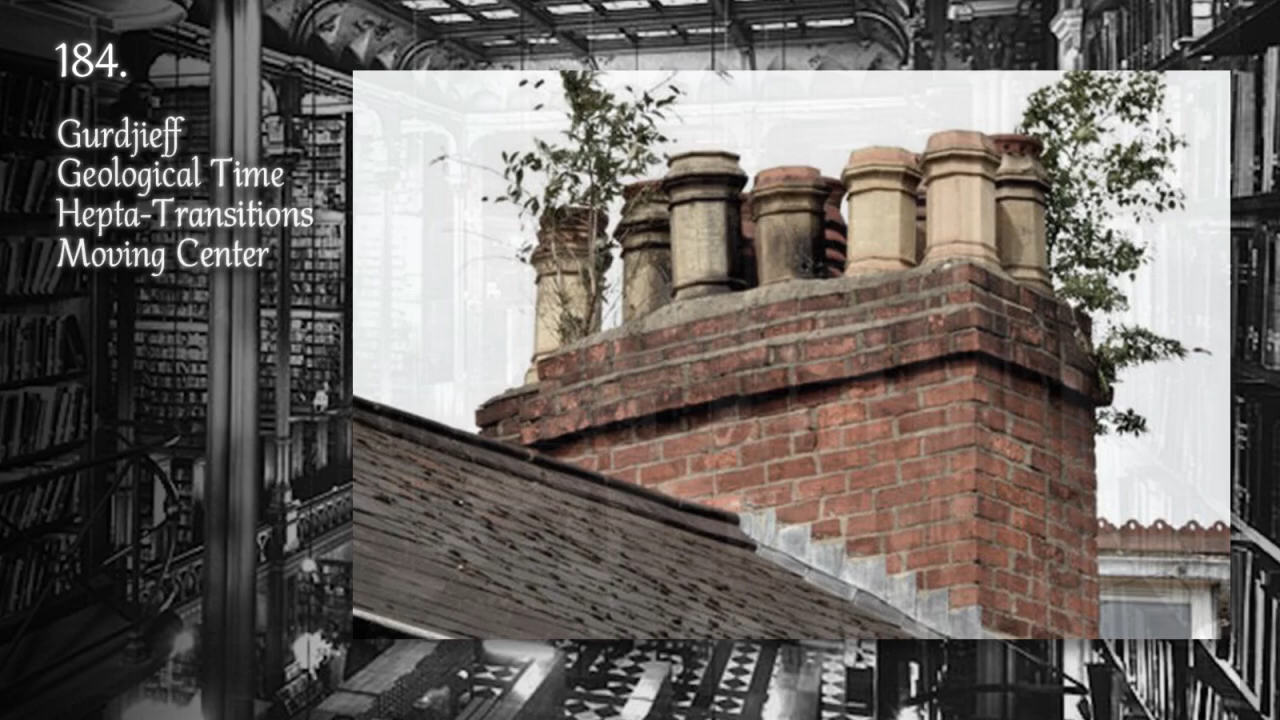 184.
Gurdjieff
Geological Time
Hepta-Transitions
Moving Center